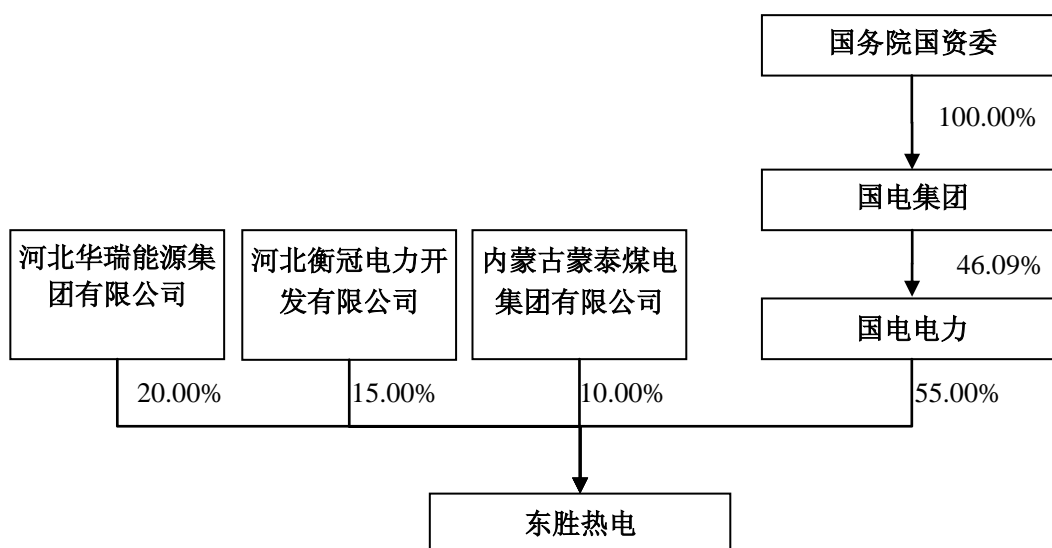 国务院国资委
100.00%
国电集团
46.09%
河北华瑞能源集
团有限公司
河北衡冠电力开
发有限公司
内蒙古蒙泰煤电
集团有限公司
国电电力
20.00%
15.00%
10.00%
55.00%
东胜热电